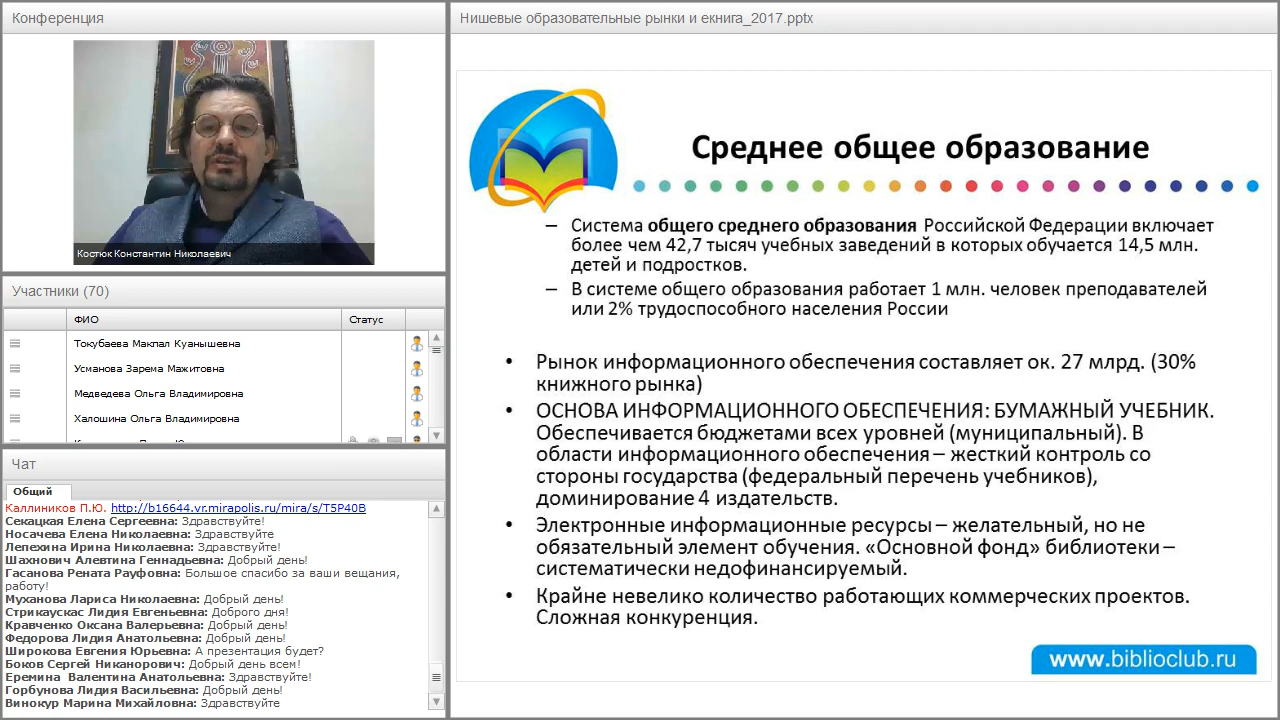 Конференция
Костюк Константин Николаевич
Участники (70)
ФИО
Статус
Токубаева Макпал Куанышевна
Усманова Зарема Мажитовна
Медведева Ольга Владимировна
Халошина Ольга Владимировна
Чат
Общий
Каллиников П.Ю. http://b16644.vr.mirapolis.ru/mira/s/T5P40B
Секацкая Елена Сергеевна: Здравствуйте!
Носачева Елена Николаевна: Здравствуйте
Лепехина Ирина Николаевна: Здравствуйте!
Шахнович Алевтина Геннадьевна: Добрый день!
Гасанова Рената Рауфовна: Большое спасибо за ваши вещания,
работу!
Муханова Лариса Николаевна: Добрый день!
Стрикаускас Лидия Евгеньевна: Доброго дня!
Кравченко Оксана Валерьевна: Добрый день!
Федорова Лидия Анатольевна: Добрый день!
Широкова Евгения Юрьевна: А презентация будет?
Боков Сергей Никанорович: Добрый день всем!
Еремина Валентина Анатольевна: Здравствуйте!
Горбунова Лидия Васильевна: Добрый день!
Винокур Марина Михайловна: Здравствуйте
Нишевые образовательные рынки и екнига_2017.pptx
Среднее общее образование
– Система общего среднего образования Российской Федерации включает
более чем 42,7 тысяч учебных заведений в которых обучается 14,5 млн.
детей и подростков.
– В системе общего образования работает 1 млн. человек преподавателей
или 2% трудоспособного населения России
• Рынок информационного обеспечения составляет ок. 27 млрд. (30%
книжного рынка)
• ОСНОВА ИНФОРМАЦИОННОГО ОБЕСПЕЧЕНИЯ: БУМАЖНЫЙ УЧЕБНИК.
Обеспечивается бюджетами всех уровней (муниципальный). В
области информационного обеспечения – жесткий контроль со
стороны государства (федеральный перечень учебников),
доминирование 4 издательств.
• Электронные информационные ресурсы – желательный, но не
обязательный элемент обучения. «Основной фонд» библиотеки –
систематически недофинансируемый.
• Крайне невелико количество работающих коммерческих проектов.
Сложная конкуренция.
www.biblioclub.ru